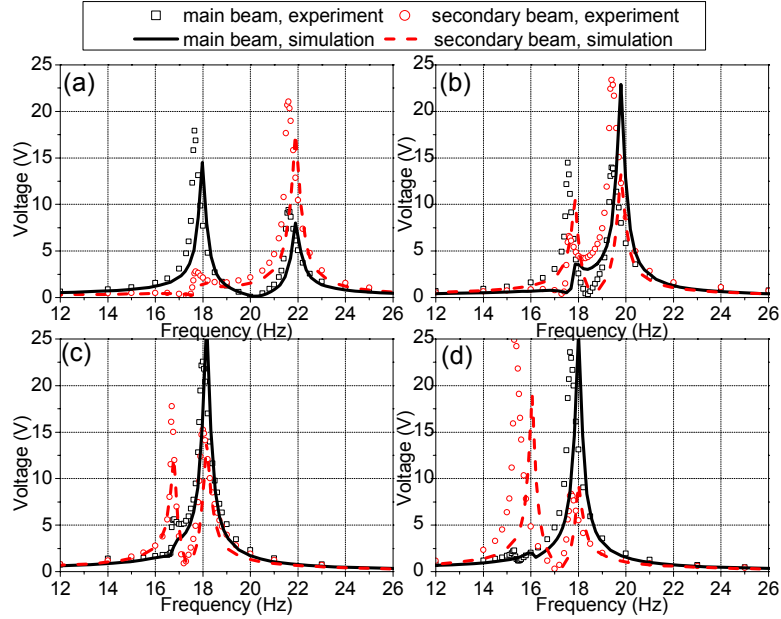 main beam, experiment secondary beam, experiment
main beam, simulation secondary beam, simulation
(a)
25
20
15
10
5
0
Voltage (V)
12 14 16 18 20 22 24 26
Frequency (Hz)
(b)
25
20
15
10
5
0
Voltage (V)
12 14 16 18 20 22 24 26
Frequency (Hz)
(c)
25
20
15
10
5
0
Voltage (V)
12 14 16 18 20 22 24 26
Frequency (Hz)
(d)
25
20
15
10
5
0
Voltage (V)
12 14 16 18 20 22 24 26
Frequency (Hz)